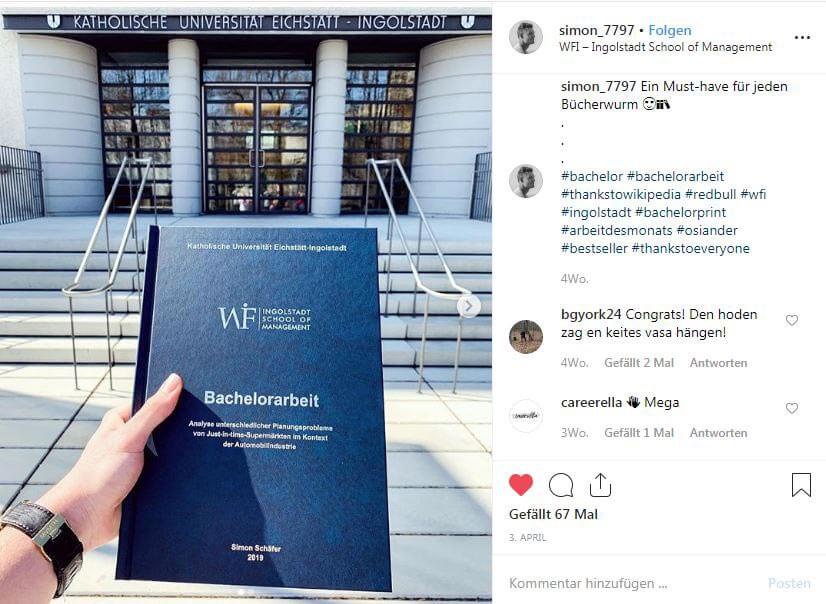 KATHOLISCHE UNIVERSITÄT EICHSTÄTT - INGOLSTADT
Katholische Universität Eichstätt-Ingolstadt
WFI INGOLSTADT
SCHOOL OF
MANAGEMENT
Bachelorarbeit
Analyse unterschiedlicher Planungsprobleme
von Just-in-time-Supermärkten im Kontext
der Automobilindustrie
Simon Schäfer
2019
simon_7797 • Folgen
WFI – Ingolstadt School of Management
simon_7797 Ein Must-have für jeden
Bücherwurm
.
.
.
#bachelor #bachelorarbeit
#thankstowikipedia #redbull #wfi
#ingolstadt #bachelorprint
#arbeitdesmonats #osiander
#bestseller #thankstoeveryone
4Wo.
bgyork24 Congrats! Den hoden
zag en keites vasa hängen!
4Wo. Gefällt 2 Mal Antworten
careerella 👋 Mega
3Wo. Gefällt 1 Mal Antworten
Gefällt 67 Mal
3. APRIL
Kommentar hinzufügen ... Posten